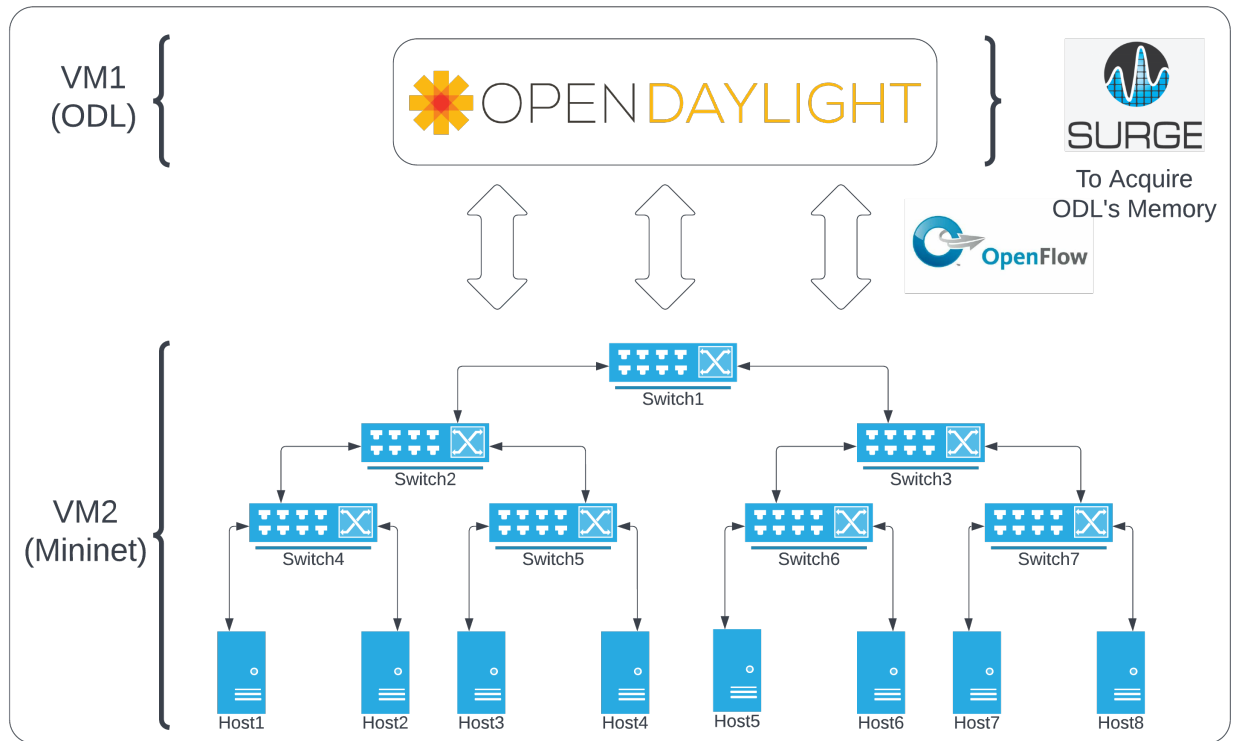 VM1
(ODL)
OPENDAYLIGHT
SURGE
To Acquire
ODL's Memory
OpenFlow
™
VM2
(Mininet)
Switch1
Switch2
Switch3
Switch4
Switch5
Switch6
Switch7
Host1
Host2
Host3
Host4
Host5
Host6
Host7
Host8